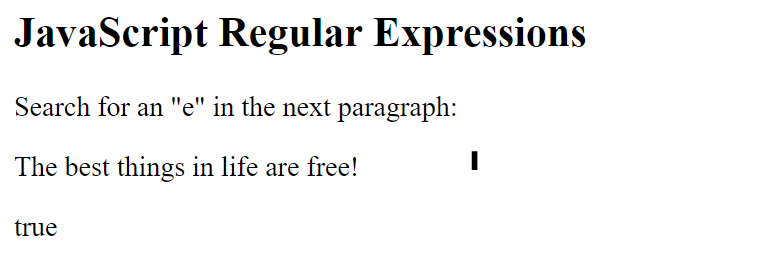 JavaScript Regular Expressions
Search for an "e" in the next paragraph:
The best things in life are free!
true